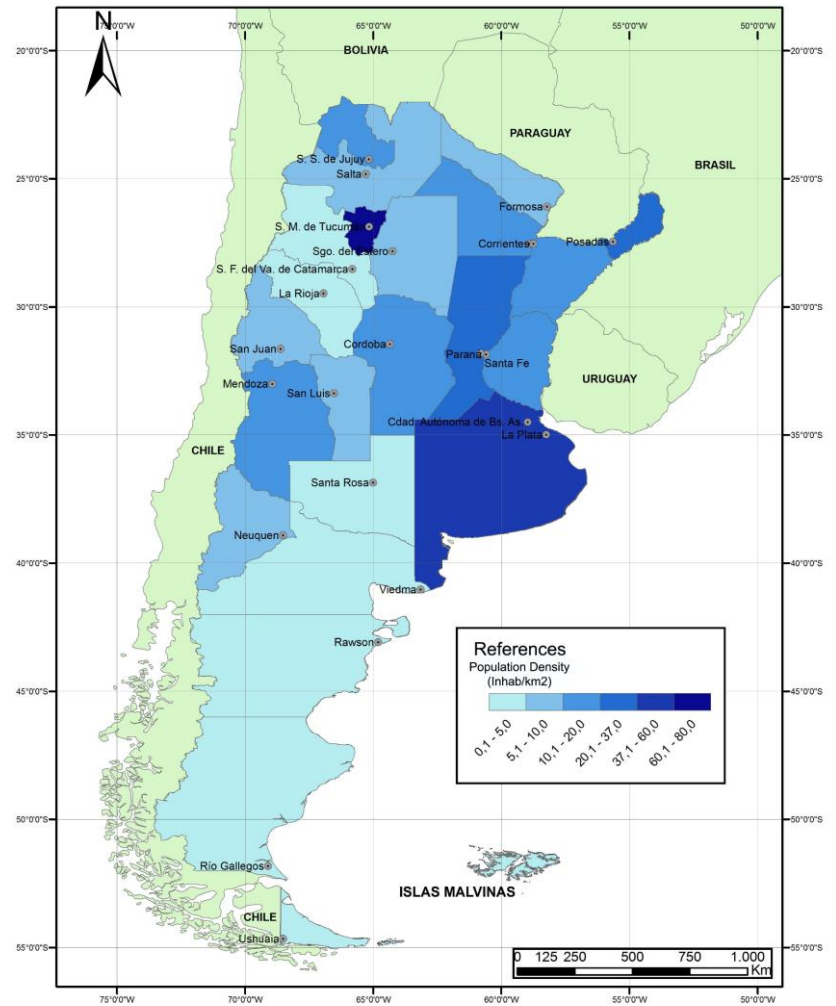 N
75°0'0"W 70°0'0"W 65°0'0"W 60°0'0"W 55°0'0"W 50°0'0"W
20°0'0"S
20°0'0"S
BOLIVIA
PARAGUAY
BRASIL
S. S. de Jujuy
25°0'0"S
Salta
25°0'0"S
Formosa
S. M. de Tucumán
Corrientes
Posadas
Sgo. del Estero
S. F. del Va. de Catamarca
La Rioja
30°0'0"S
30°0'0"S
San Juan
Cordoba
Paraná
Santa Fe
URUGUAY
Mendoza
San Luis
Cdad. Autónoma de Bs. As.
35°0'0"S
La Plata
35°0'0"S
CHILE
Santa Rosa
Neuquen
40°0'0"S
40°0'0"S
Viedma
Rawson
References
Population Density
(Inhab/km2)
0,1 - 5,0
5,1 - 10,0
10,1 - 20,0
20,1 - 37,0
37,1 - 60,0
60,1 - 80,0
45°0'0"S
45°0'0"S
50°0'0"S
50°0'0"S
Río Gallegos
ISLAS MALVINAS
CHILE
Ushuaia
55°0'0"S
55°0'0"S
0 125 250 500 750 1.000
Km
75°0'0"W 70°0'0"W 65°0'0"W 60°0'0"W 55°0'0"W 50°0'0"W